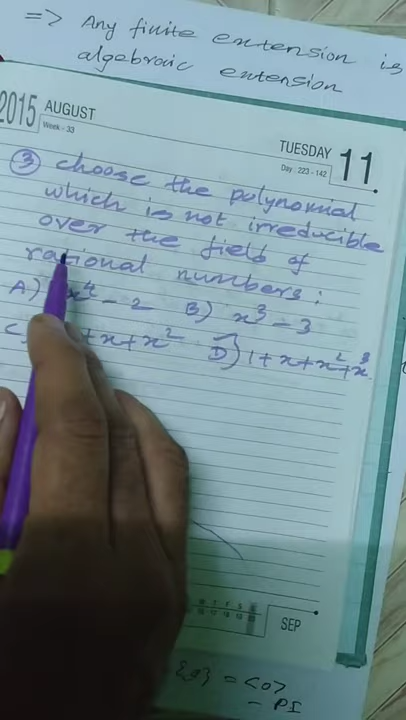 => Any finite extension is
algebraic extension
2015 AUGUST
Week - 33
TUESDAY 11.
Day : 223 - 142
③ choose the polynomial
which is not irreducible
over the field of
rational numbers :
A) x⁴ - 2 B) x³ - 3
C) + x + x² D) 1 + x + x² + x³
SEP
= <0>
- PI